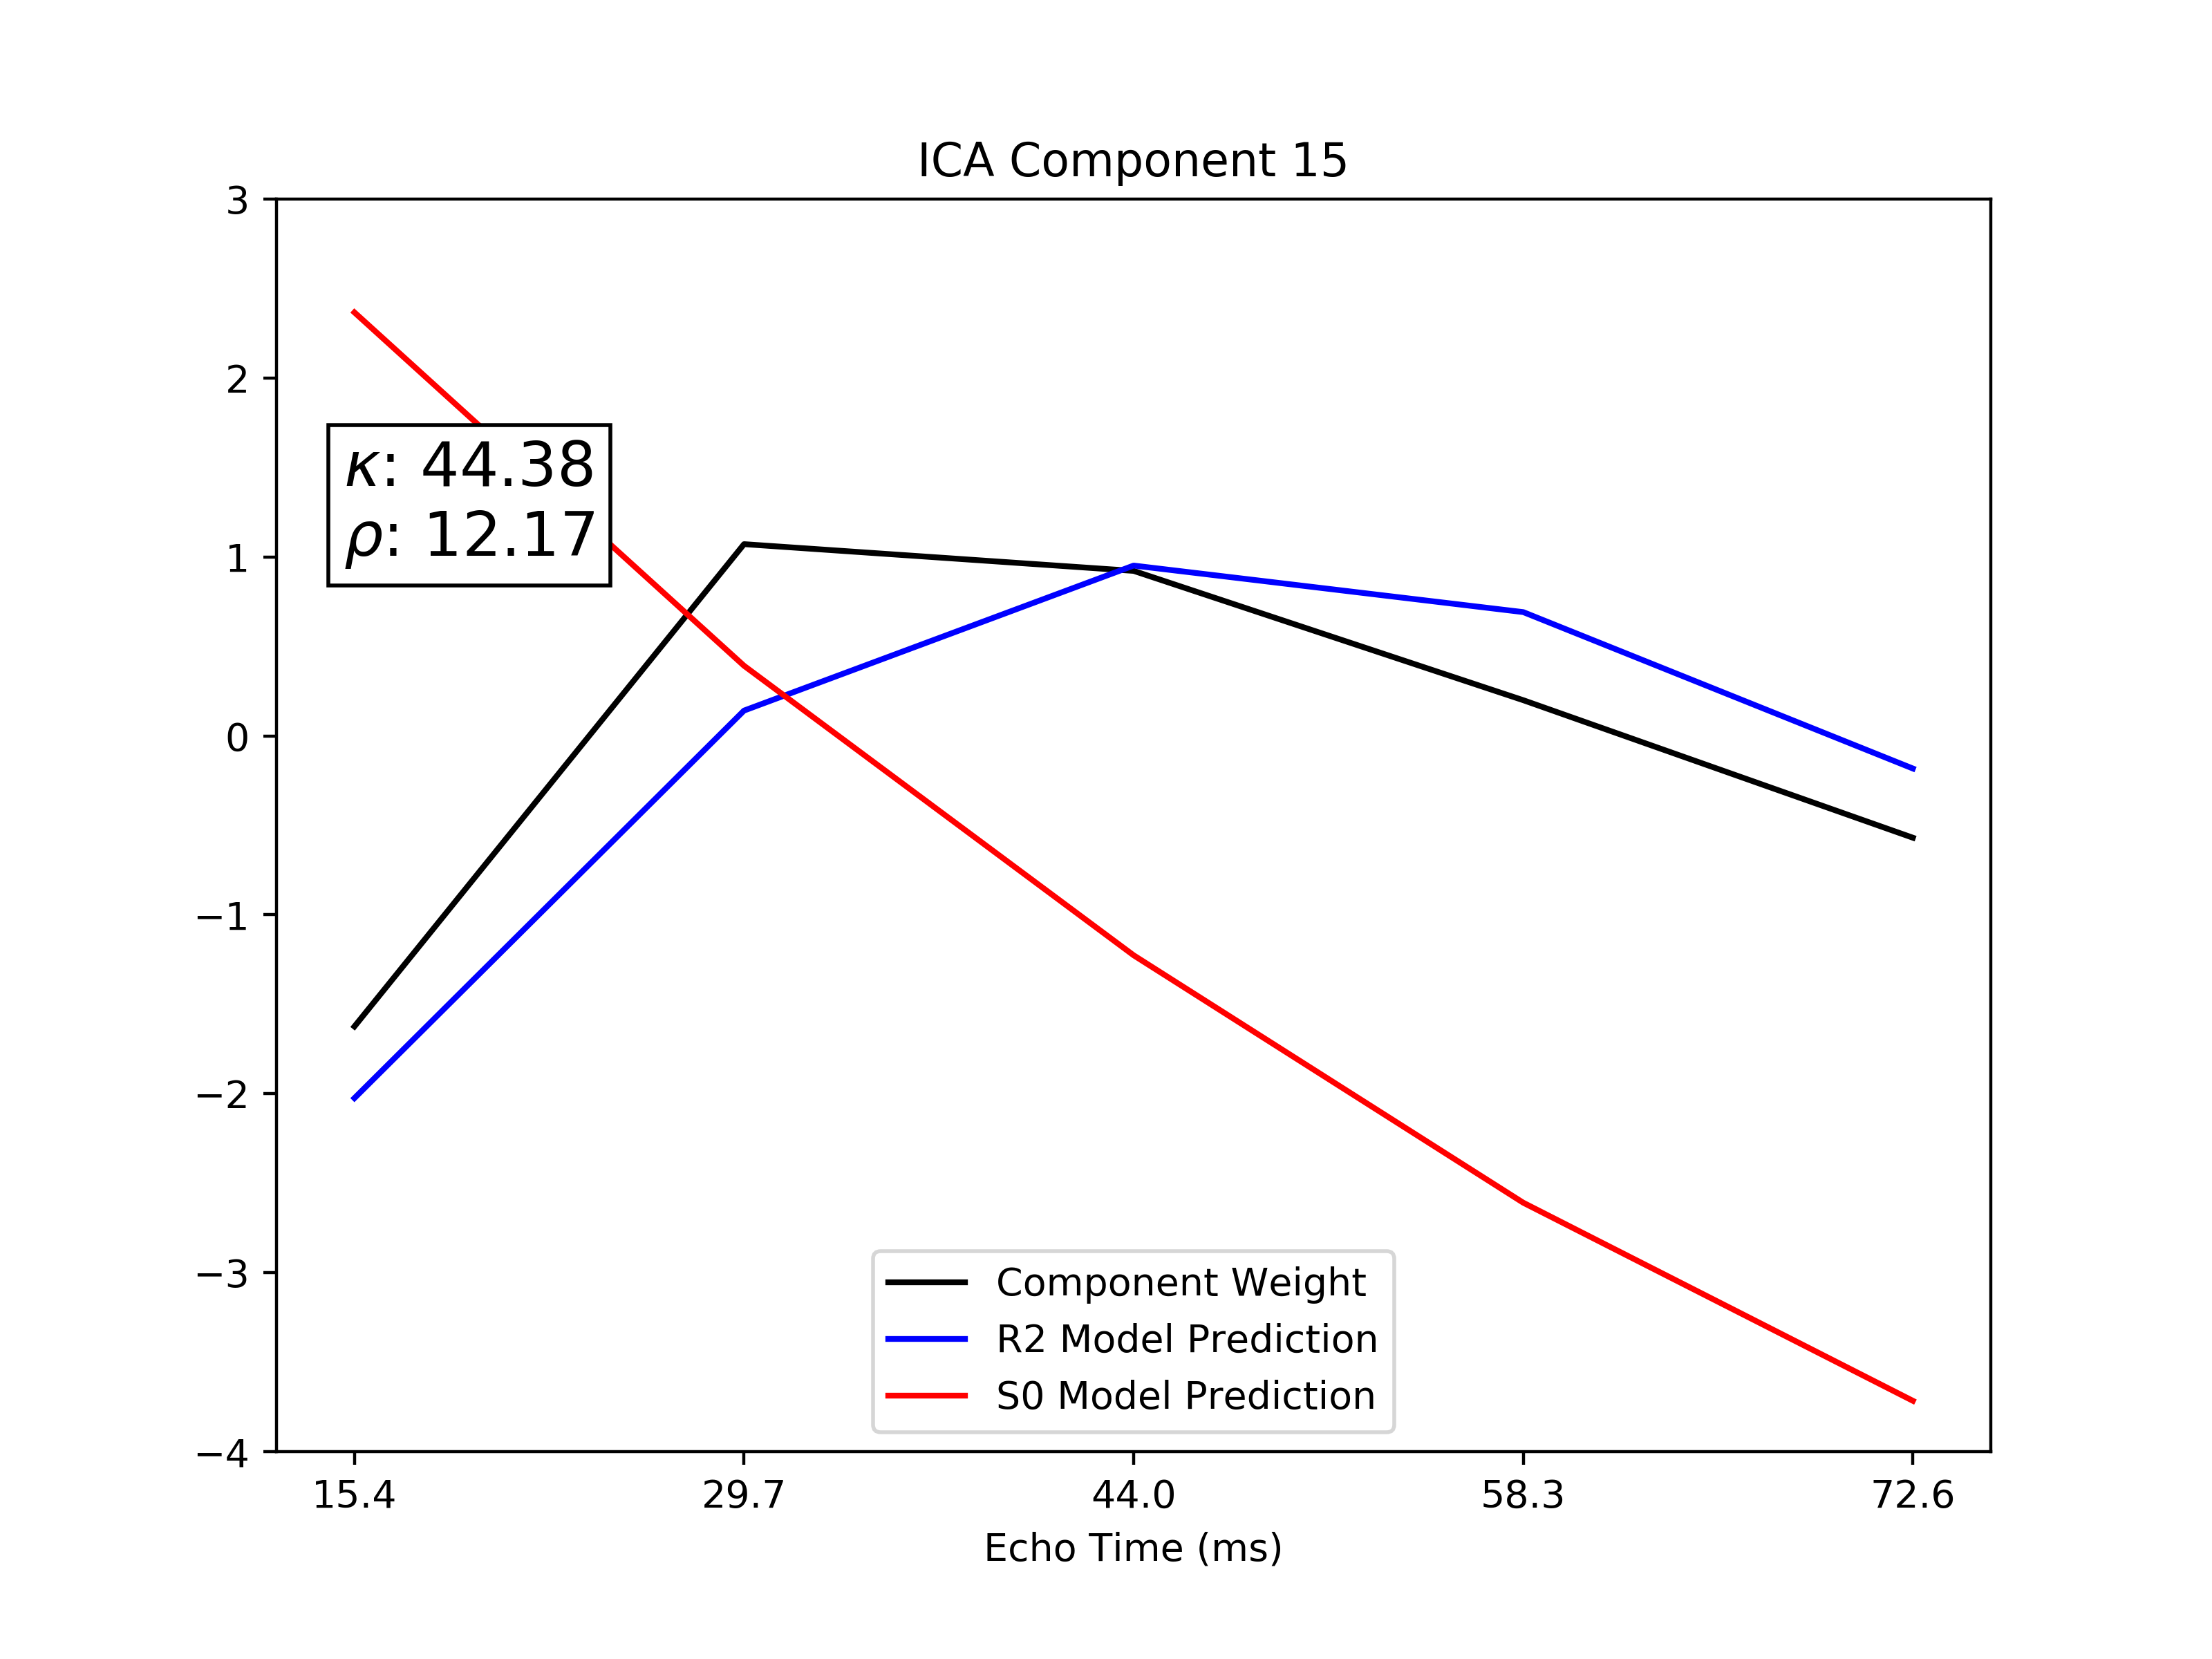 ICA Component 15
3
2
1
0
−1
−2
−3
−4
κ: 44.38
ρ: 12.17
Component Weight
R2 Model Prediction
S0 Model Prediction
15.4 29.7 44.0 58.3 72.6
Echo Time (ms)